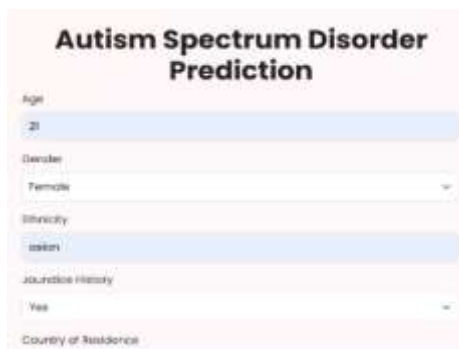 Autism Spectrum Disorder
Prediction
Age
21
Gender
Female
Ethnicity
asian
Jaundice History
Yes
Country of Residence